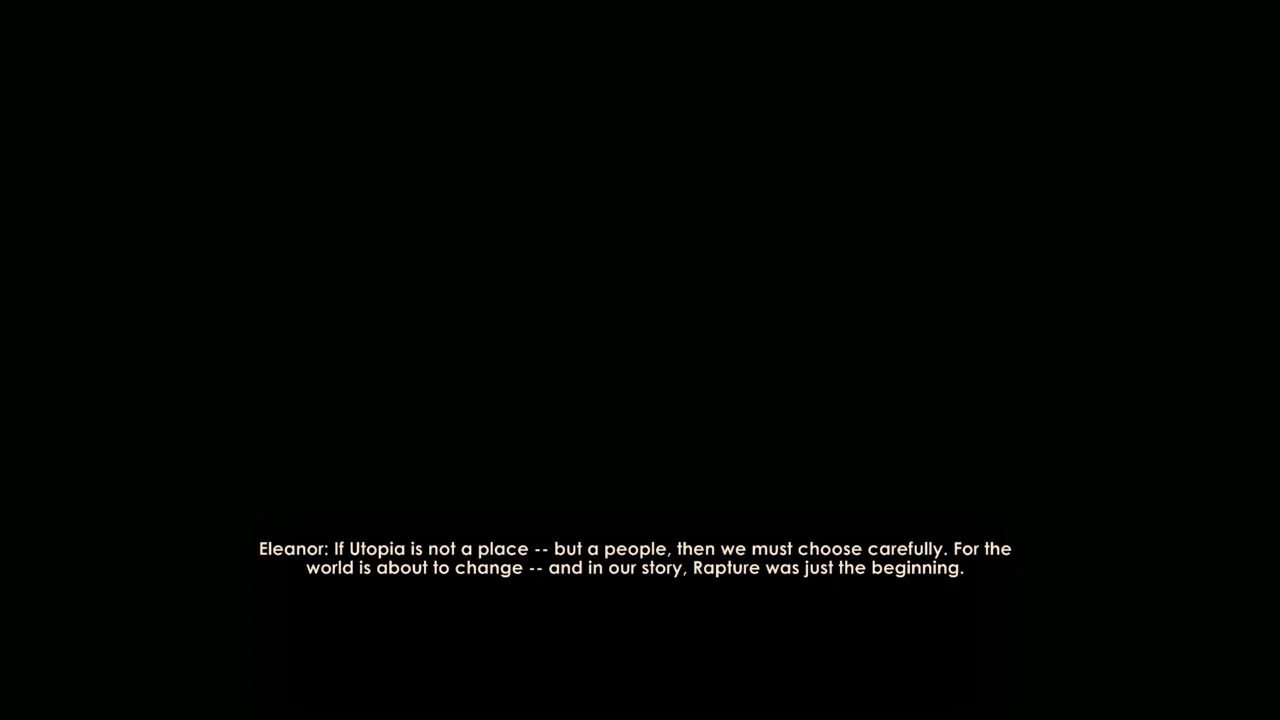 Eleanor: If Utopia is not a place -- but a people, then we must choose carefully. For the
world is about to change -- and in our story, Rapture was just the beginning.